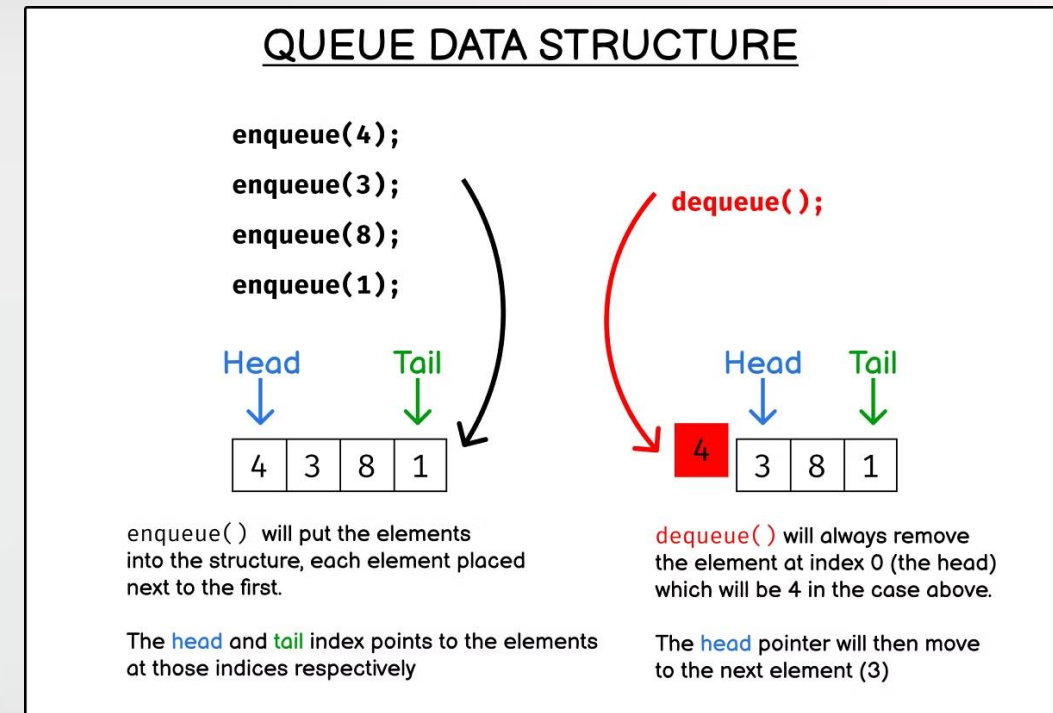 QUEUE DATA STRUCTURE
enqueue(4);
enqueue(3);
enqueue(8);
enqueue(1);
dequeue();
Head Tail
4 3 8 1
Head Tail
4 3 8 1
enqueue() will put the elements
into the structure, each element placed
next to the first.
The head and tail index points to the elements
at those indices respectively
dequeue() will always remove
the element at index 0 (the head)
which will be 4 in the case above.
The head pointer will then move
to the next element (3)